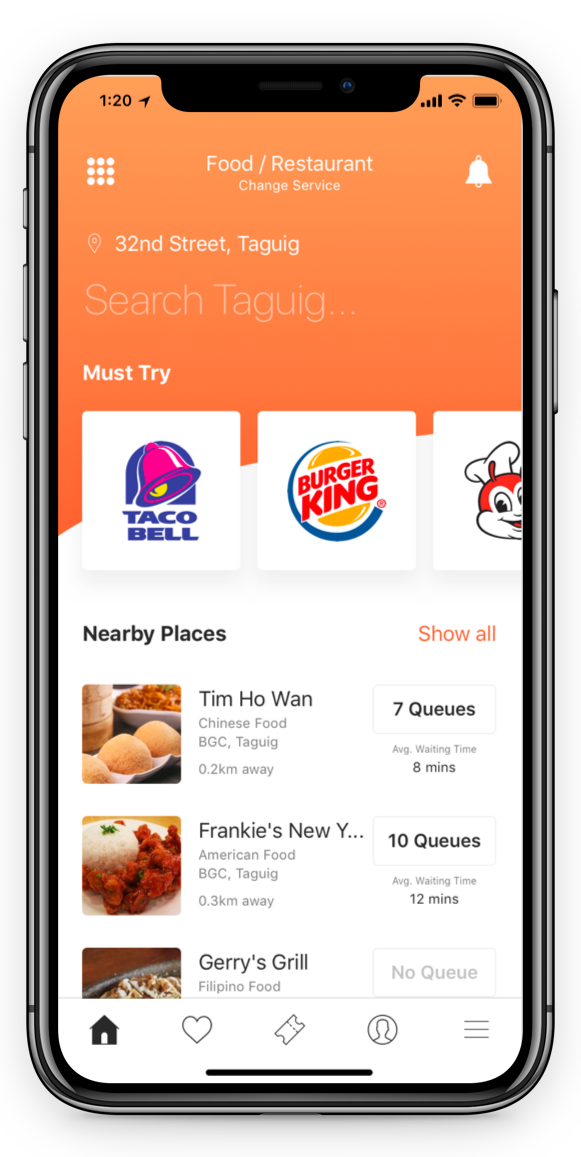 1:20
Food / Restaurant
Change Service
32nd Street, Taguig
Search Taguig...
Must Try
TACO
BELL
BURGER
KING
®
Nearby Places
Show all
Tim Ho Wan
Chinese Food
BGC, Taguig
0.2km away
7 Queues
Avg. Waiting Time
8 mins
Frankie's New Y...
American Food
BGC, Taguig
0.3km away
10 Queues
Avg. Waiting Time
12 mins
Gerry's Grill
Filipino Food
No Queue